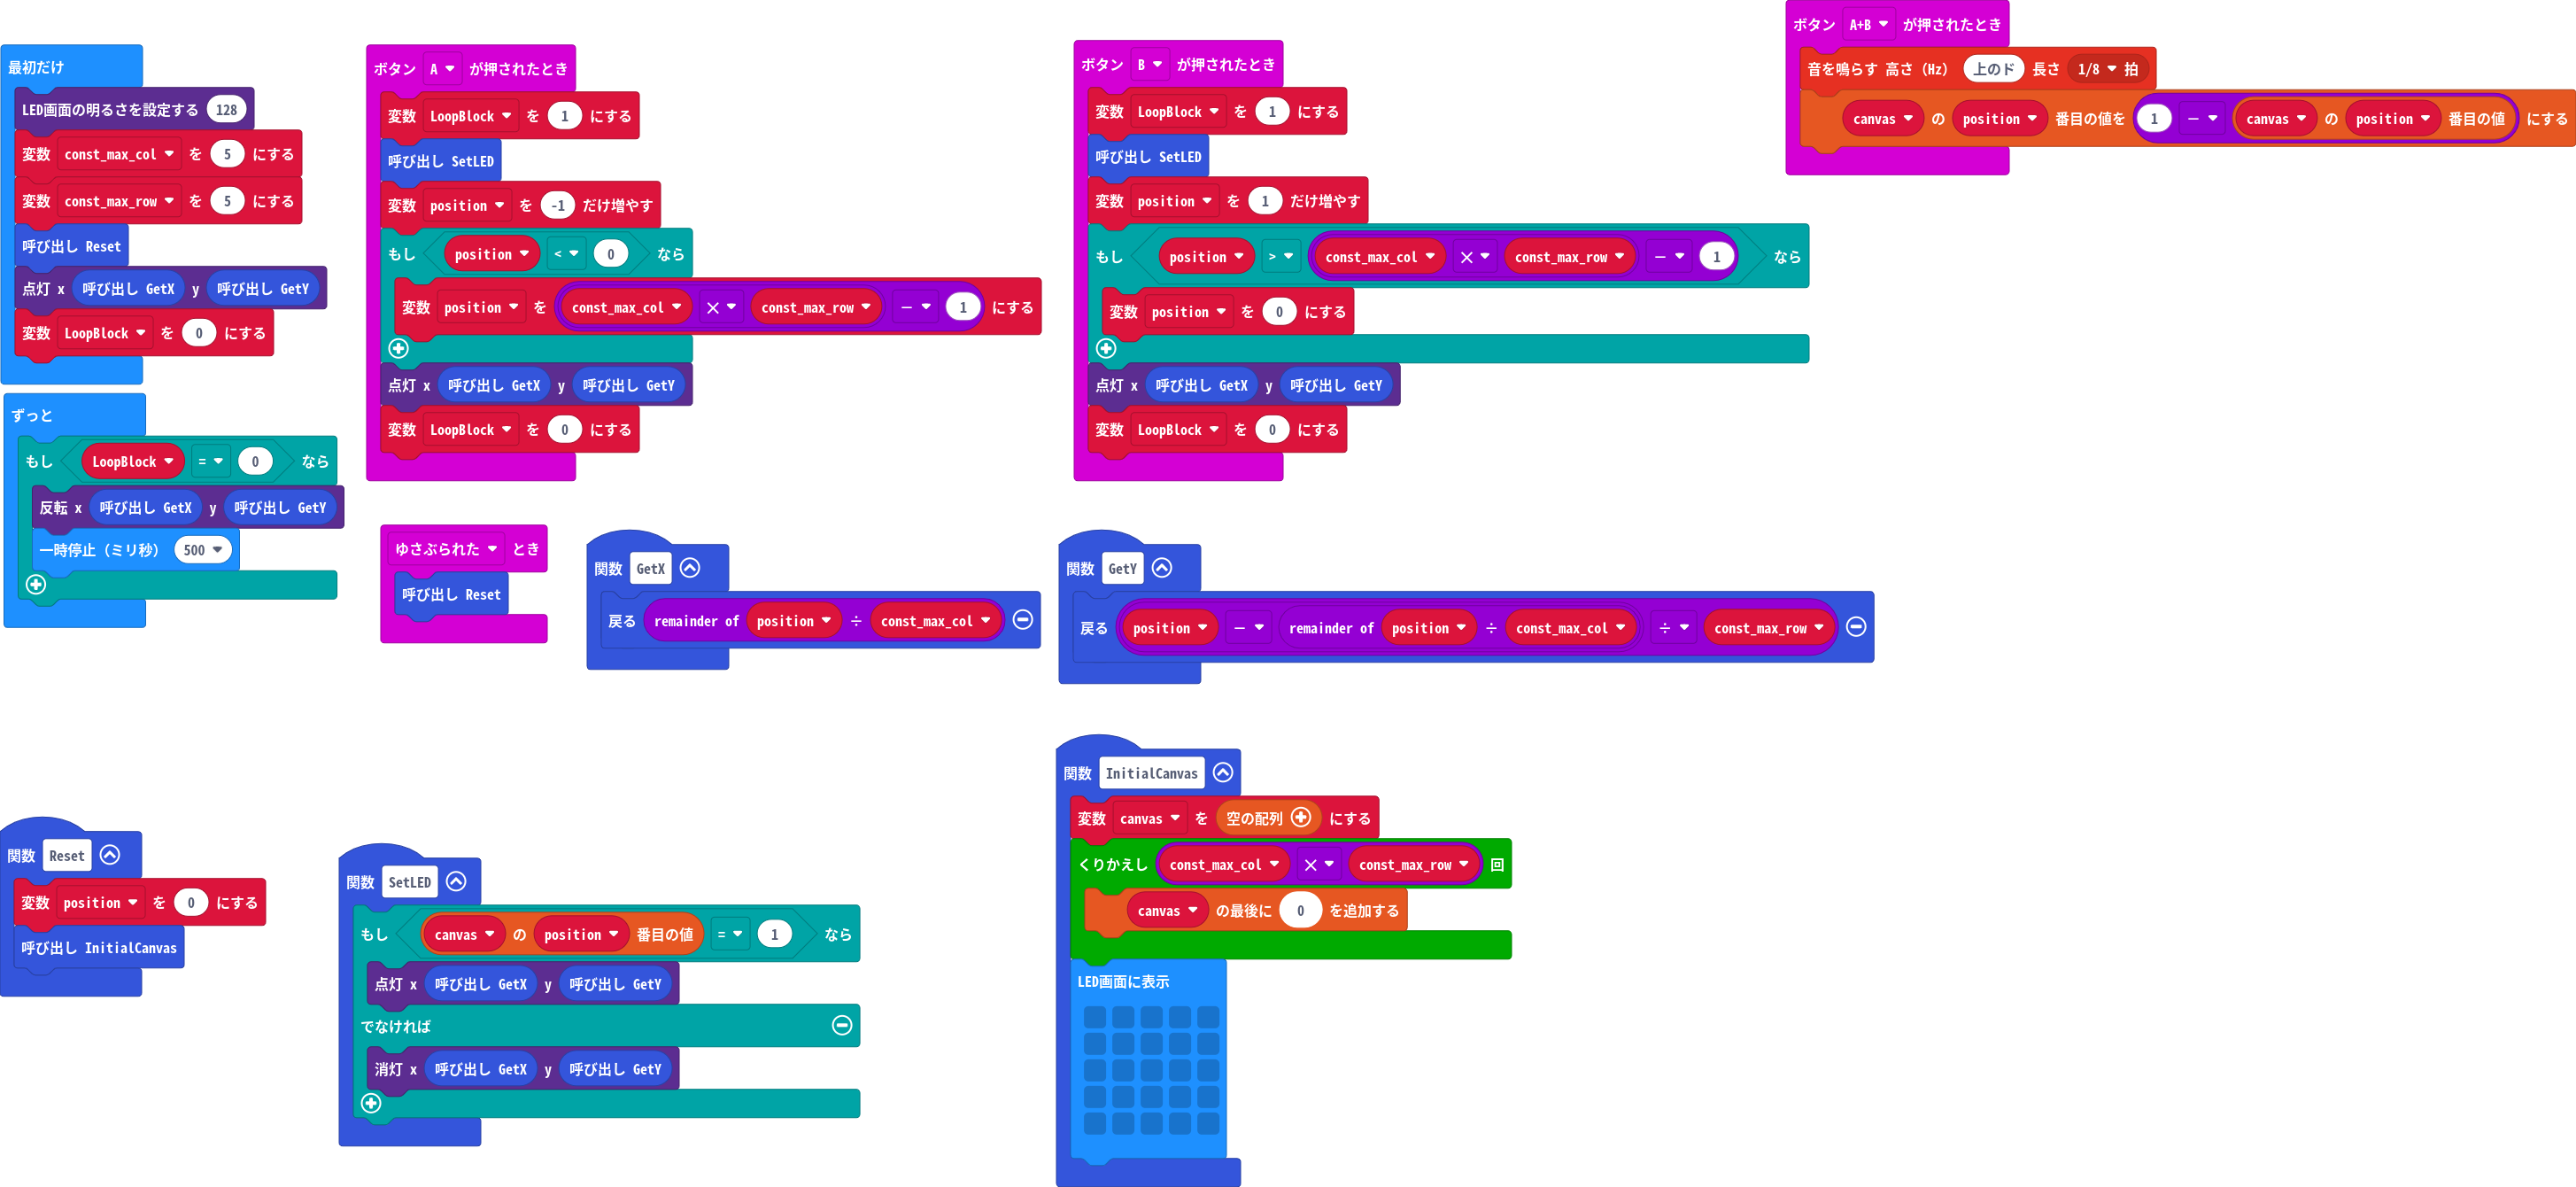 最初だけ
LED画面の明るさを設定する 128
変数 const_max_col を 5 にする
変数 const_max_row を 5 にする
呼び出し Reset
点灯 x 呼び出し GetX y 呼び出し GetY
変数 LoopBlock を 0 にする
ずっと
もし LoopBlock = 0 なら
反転 x 呼び出し GetX y 呼び出し GetY
一時停止（ミリ秒） 500
ボタン A が押されたとき
変数 LoopBlock を 1 にする
呼び出し SetLED
変数 position を -1 だけ増やす
もし position < 0 なら
変数 position を const_max_col × const_max_row − 1 にする
点灯 x 呼び出し GetX y 呼び出し GetY
変数 LoopBlock を 0 にする
ボタン B が押されたとき
変数 LoopBlock を 1 にする
呼び出し SetLED
変数 position を 1 だけ増やす
もし position > const_max_col × const_max_row − 1 なら
変数 position を 0 にする
点灯 x 呼び出し GetX y 呼び出し GetY
変数 LoopBlock を 0 にする
ボタン A+B が押されたとき
音を鳴らす 高さ（Hz） 上のド 長さ 1/8 拍
canvas の position 番目の値を 1 − canvas の position 番目の値 にする
ゆさぶられた とき
呼び出し Reset
関数 GetX
戻る remainder of position ÷ const_max_col
関数 GetY
戻る position − remainder of position ÷ const_max_col ÷ const_max_row
関数 Reset
変数 position を 0 にする
呼び出し InitialCanvas
関数 SetLED
もし canvas の position 番目の値 = 1 なら
点灯 x 呼び出し GetX y 呼び出し GetY
でなければ
消灯 x 呼び出し GetX y 呼び出し GetY
関数 InitialCanvas
変数 canvas を 空の配列 にする
くりかえし const_max_col × const_max_row 回
canvas の最後に 0 を追加する
LED画面に表示